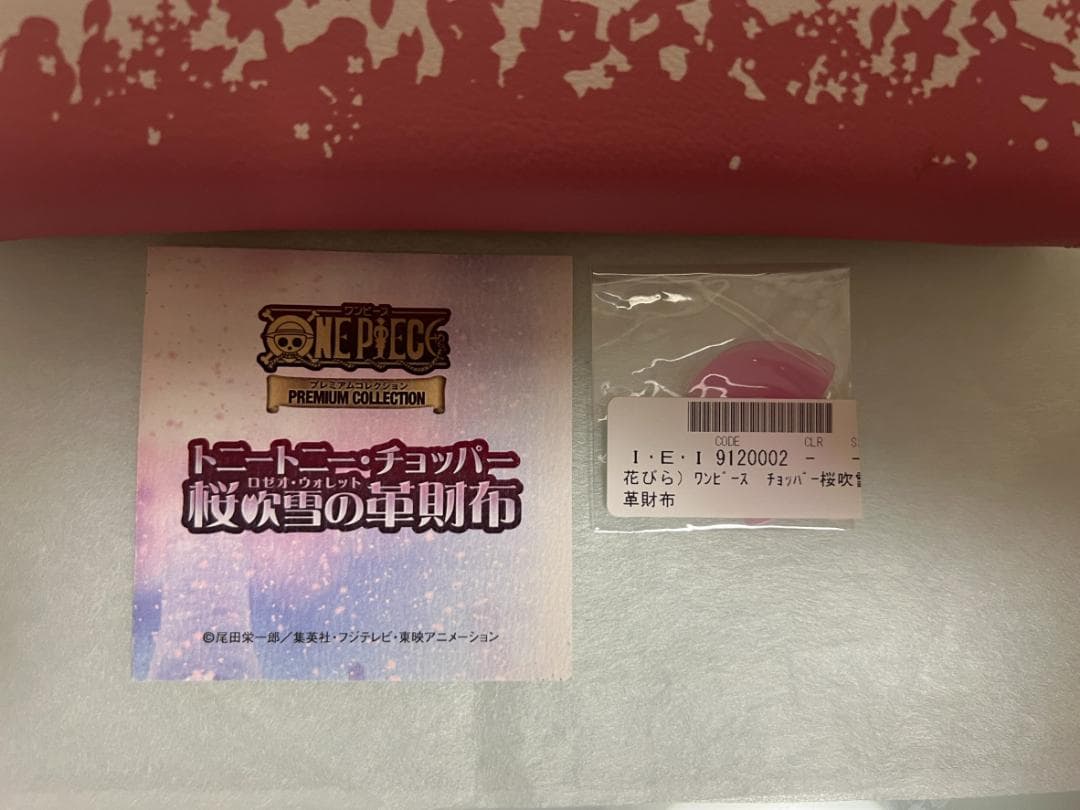 ワンピース
ONE PIECE
プレミアムコレクション
PREMIUM COLLECTION
トニートニー・チョッパー
ロゼオ・ウォレット
桜吹雪の革財布
©尾田栄一郎／集英社・フジテレビ・東映アニメーション
CODE CLR S
I・E・I 9120002 - -
花びら) ﾜﾝﾋﾟｰｽ ﾁｮｯﾊﾟｰ桜吹雪
革財布